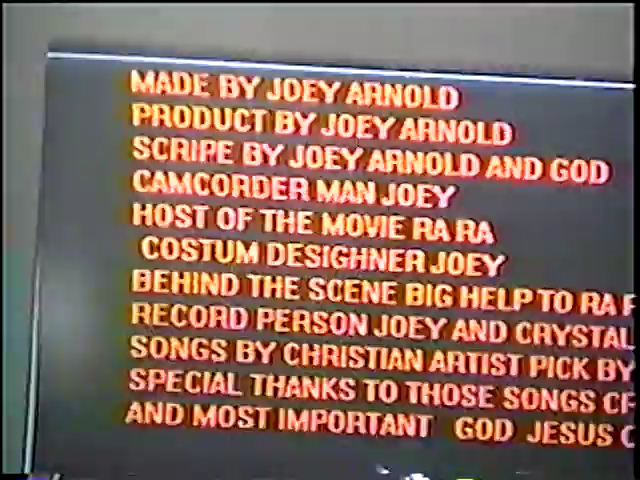 MADE BY JOEY ARNOLD
PRODUCT BY JOEY ARNOLD
SCRIPE BY JOEY ARNOLD AND GOD
CAMCORDER MAN JOEY
HOST OF THE MOVIE RA RA
COSTUM DESIGHNER JOEY
BEHIND THE SCENE BIG HELP TO RA
RECORD PERSON JOEY AND CRYSTAL
SONGS BY CHRISTIAN ARTIST PICK BY
SPECIAL THANKS TO THOSE SONGS
AND MOST IMPORTANT GOD JESUS